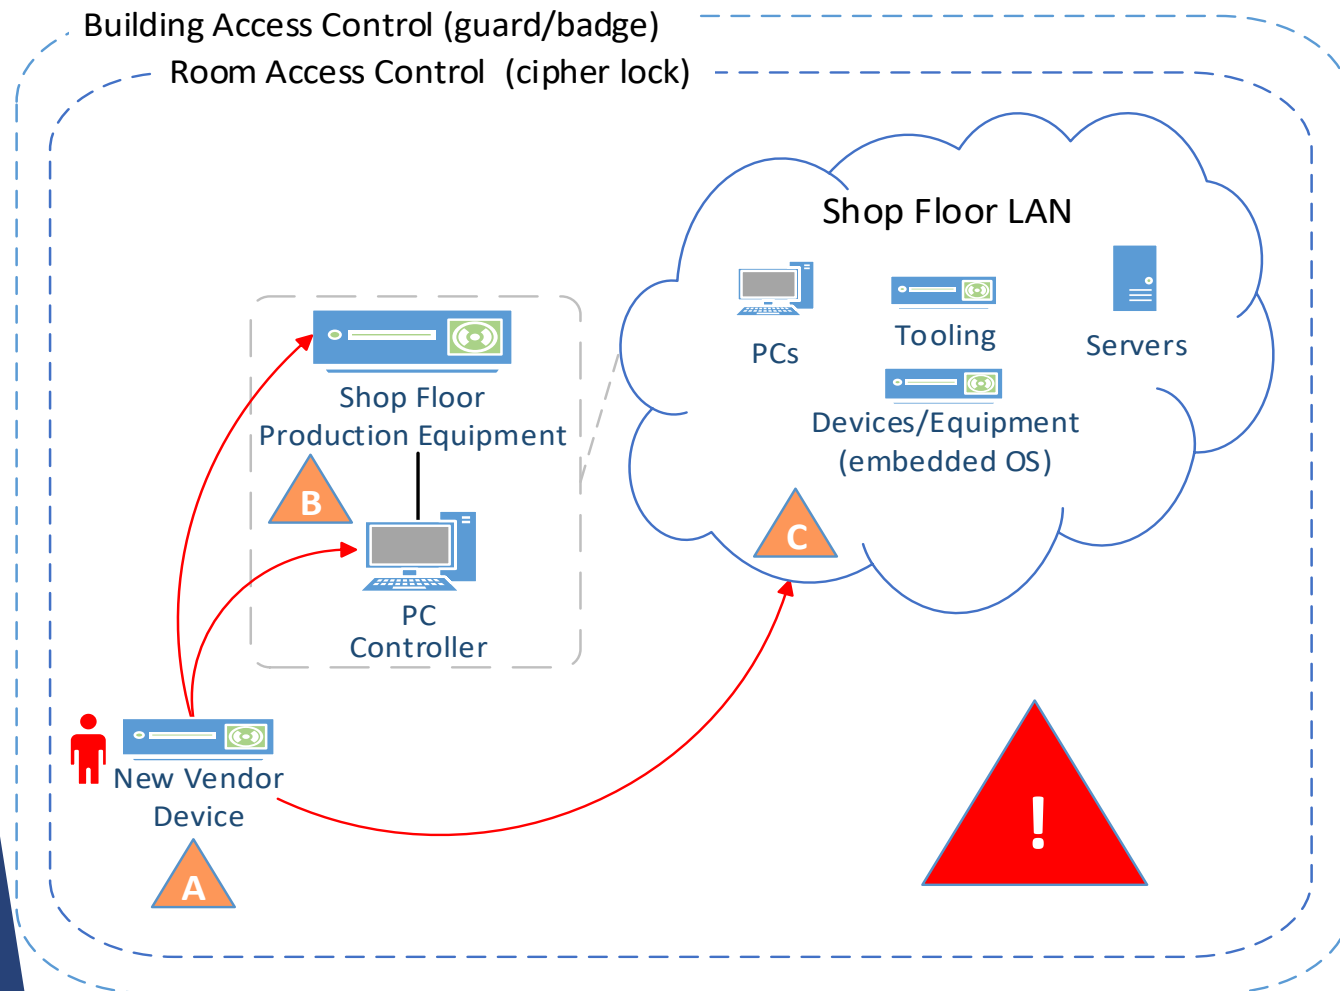 Building Access Control (guard/badge)
Room Access Control (cipher lock)
Shop Floor LAN
PCs
Tooling
Servers
Devices/Equipment
(embedded OS)
Shop Floor
Production Equipment
B
C
PC
Controller
New Vendor
Device
A
!